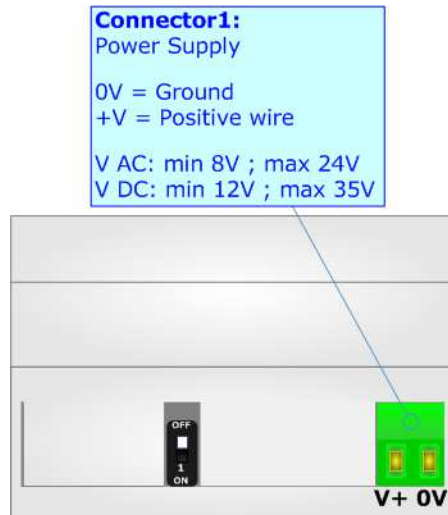 Connector1:
Power Supply
0V = Ground
+V = Positive wire
V AC: min 8V ; max 24V
V DC: min 12V ; max 35V
OFF
1
ON
V+ 0V